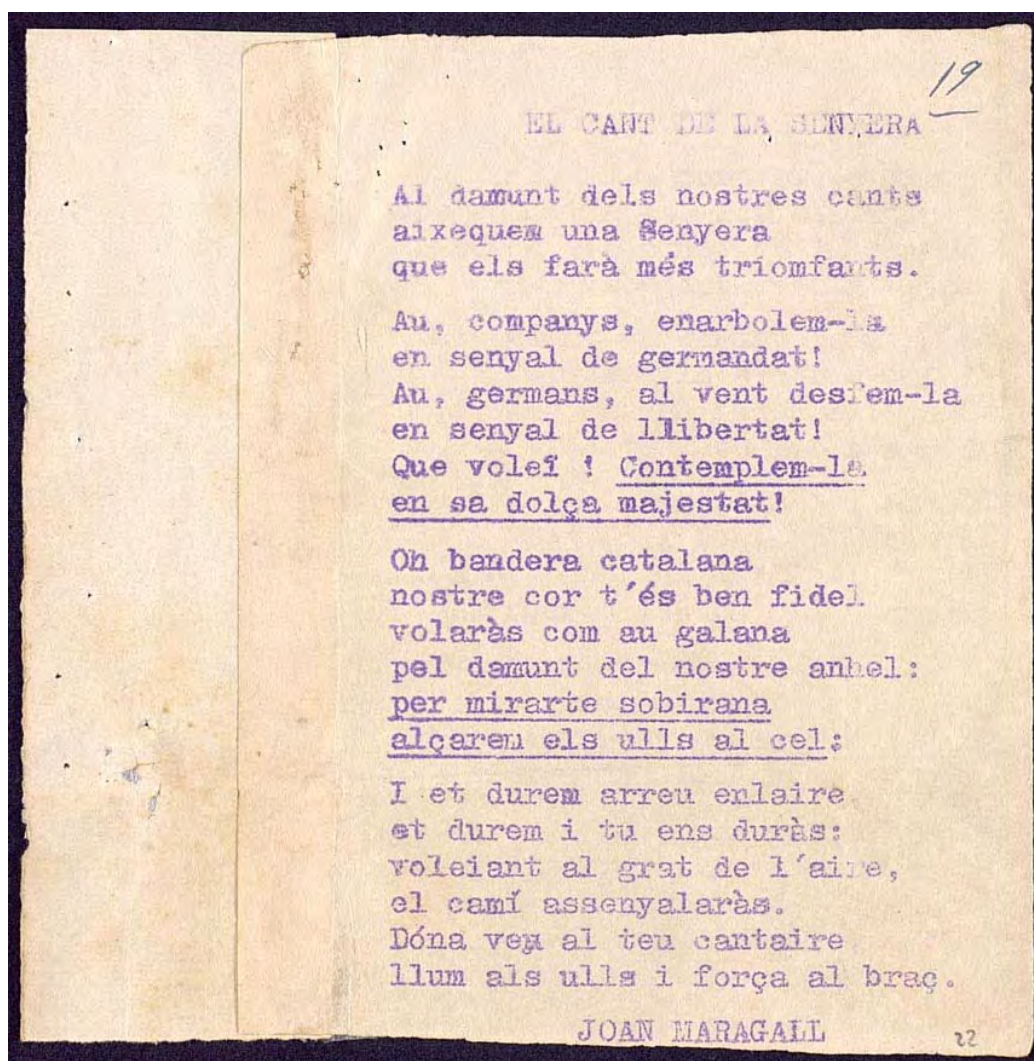 19
EL CANT DE LA SENYERA
Al damunt dels nostres cants
aixequem una Senyera
que els farà més triomfants.
Au, companys, enarbolem-la
en senyal de germandat!
Au, germans, al vent desfem-la
en senyal de llibertat!
Que voleï ! Contemplem-la
en sa dolça majestat!
Oh bandera catalana
nostre cor t'és ben fidel
volaràs com au galana
pel damunt del nostre anhel:
per mirarte sobirana
alçarem els ulls al cel:
I et durem arreu enlaire
et durem i tu ens duràs:
voleiant al grat de l'aire,
el camí assenyalaràs.
Dóna veu al teu cantaire
llum als ulls i força al braç.
JOAN MARAGALL
22